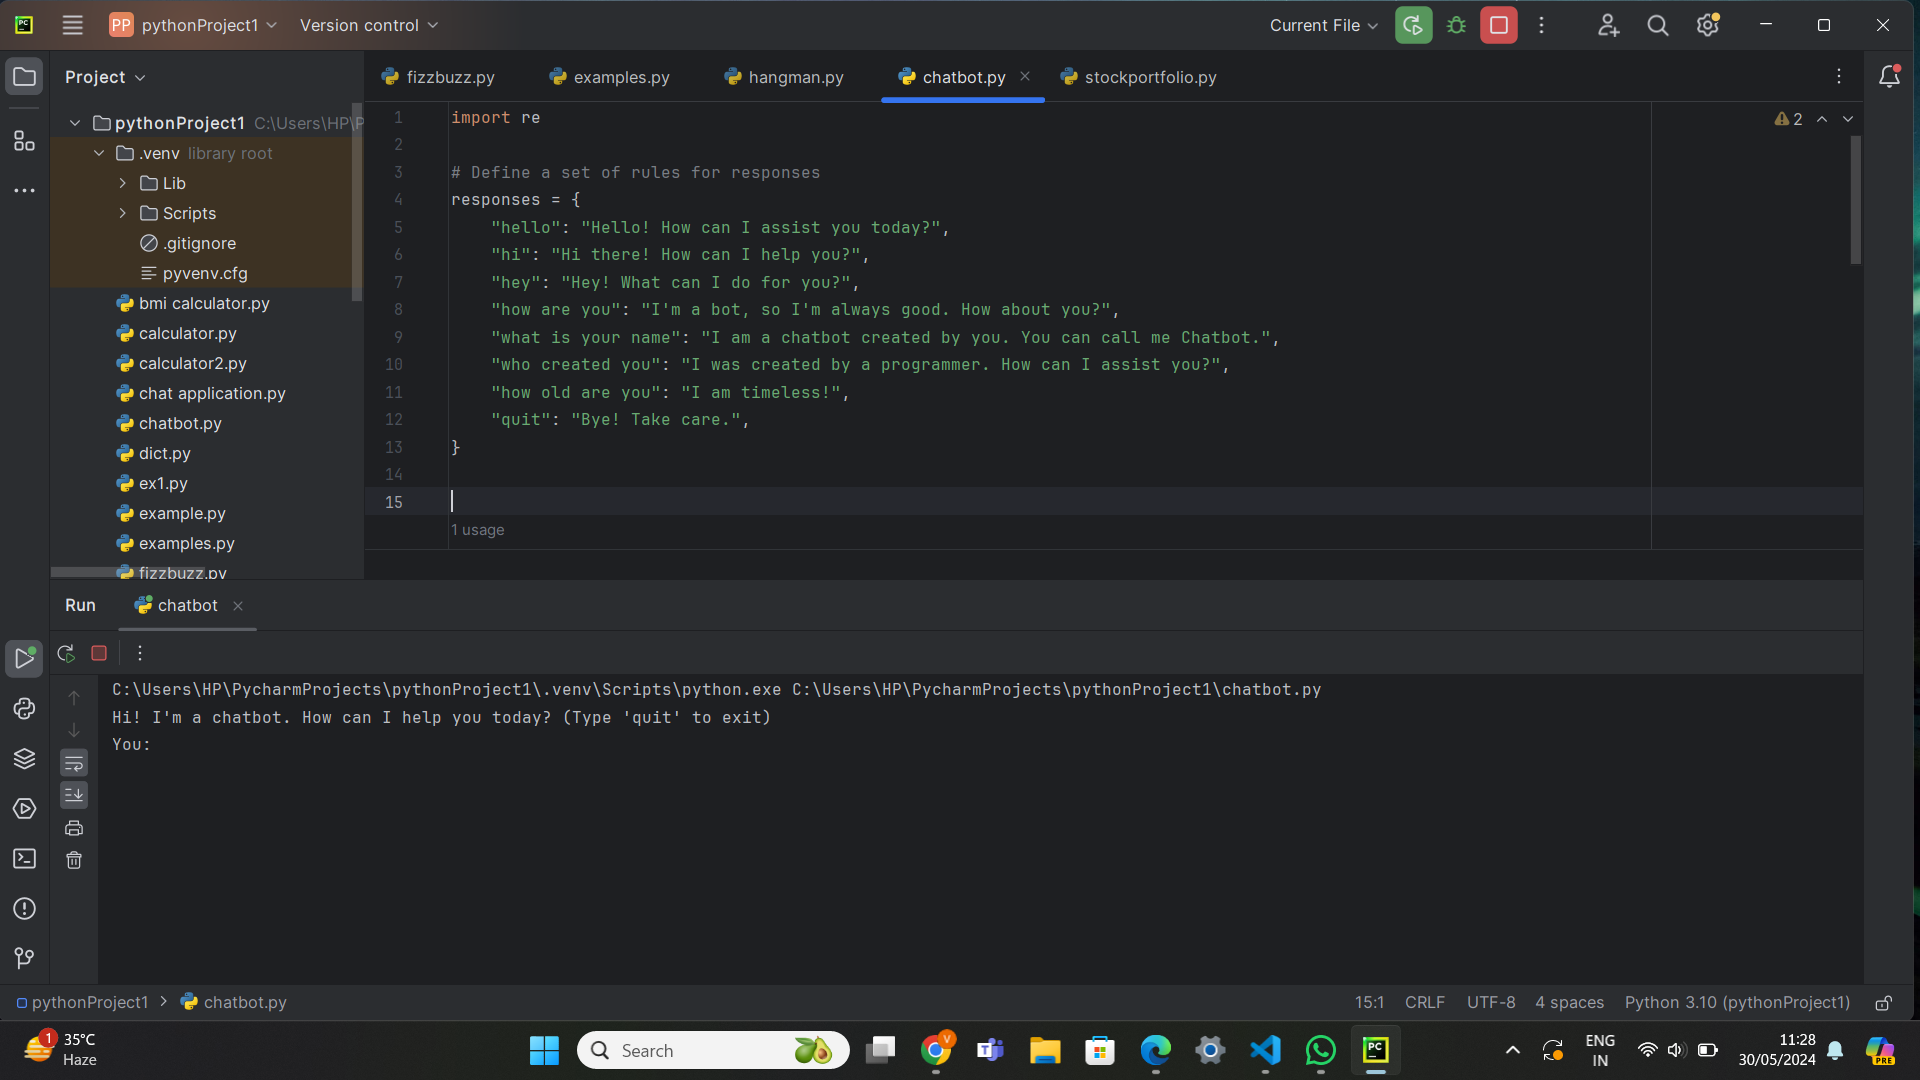 PC
PP pythonProject1 Version control Current File
Project
fizzbuzz.py examples.py hangman.py chatbot.py stockportfolio.py
pythonProject1 C:\Users\HP\P
.venv library root
Lib
Scripts
.gitignore
pyvenv.cfg
bmi calculator.py
calculator.py
calculator2.py
chat application.py
chatbot.py
dict.py
ex1.py
example.py
examples.py
fizzbuzz.py
2
1 import re
2
3 # Define a set of rules for responses
4 responses = {
5 "hello": "Hello! How can I assist you today?",
6 "hi": "Hi there! How can I help you?",
7 "hey": "Hey! What can I do for you?",
8 "how are you": "I'm a bot, so I'm always good. How about you?",
9 "what is your name": "I am a chatbot created by you. You can call me Chatbot.",
10 "who created you": "I was created by a programmer. How can I assist you?",
11 "how old are you": "I am timeless!",
12 "quit": "Bye! Take care.",
13 }
14
15
1 usage
Run chatbot
C:\Users\HP\PycharmProjects\pythonProject1\.venv\Scripts\python.exe C:\Users\HP\PycharmProjects\pythonProject1\chatbot.py
Hi! I'm a chatbot. How can I help you today? (Type 'quit' to exit)
You:
pythonProject1 > chatbot.py 15:1 CRLF UTF-8 4 spaces Python 3.10 (pythonProject1)
1 35°C
Haze
Search
V
PC
ENG
IN
11:28
30/05/2024
PRE